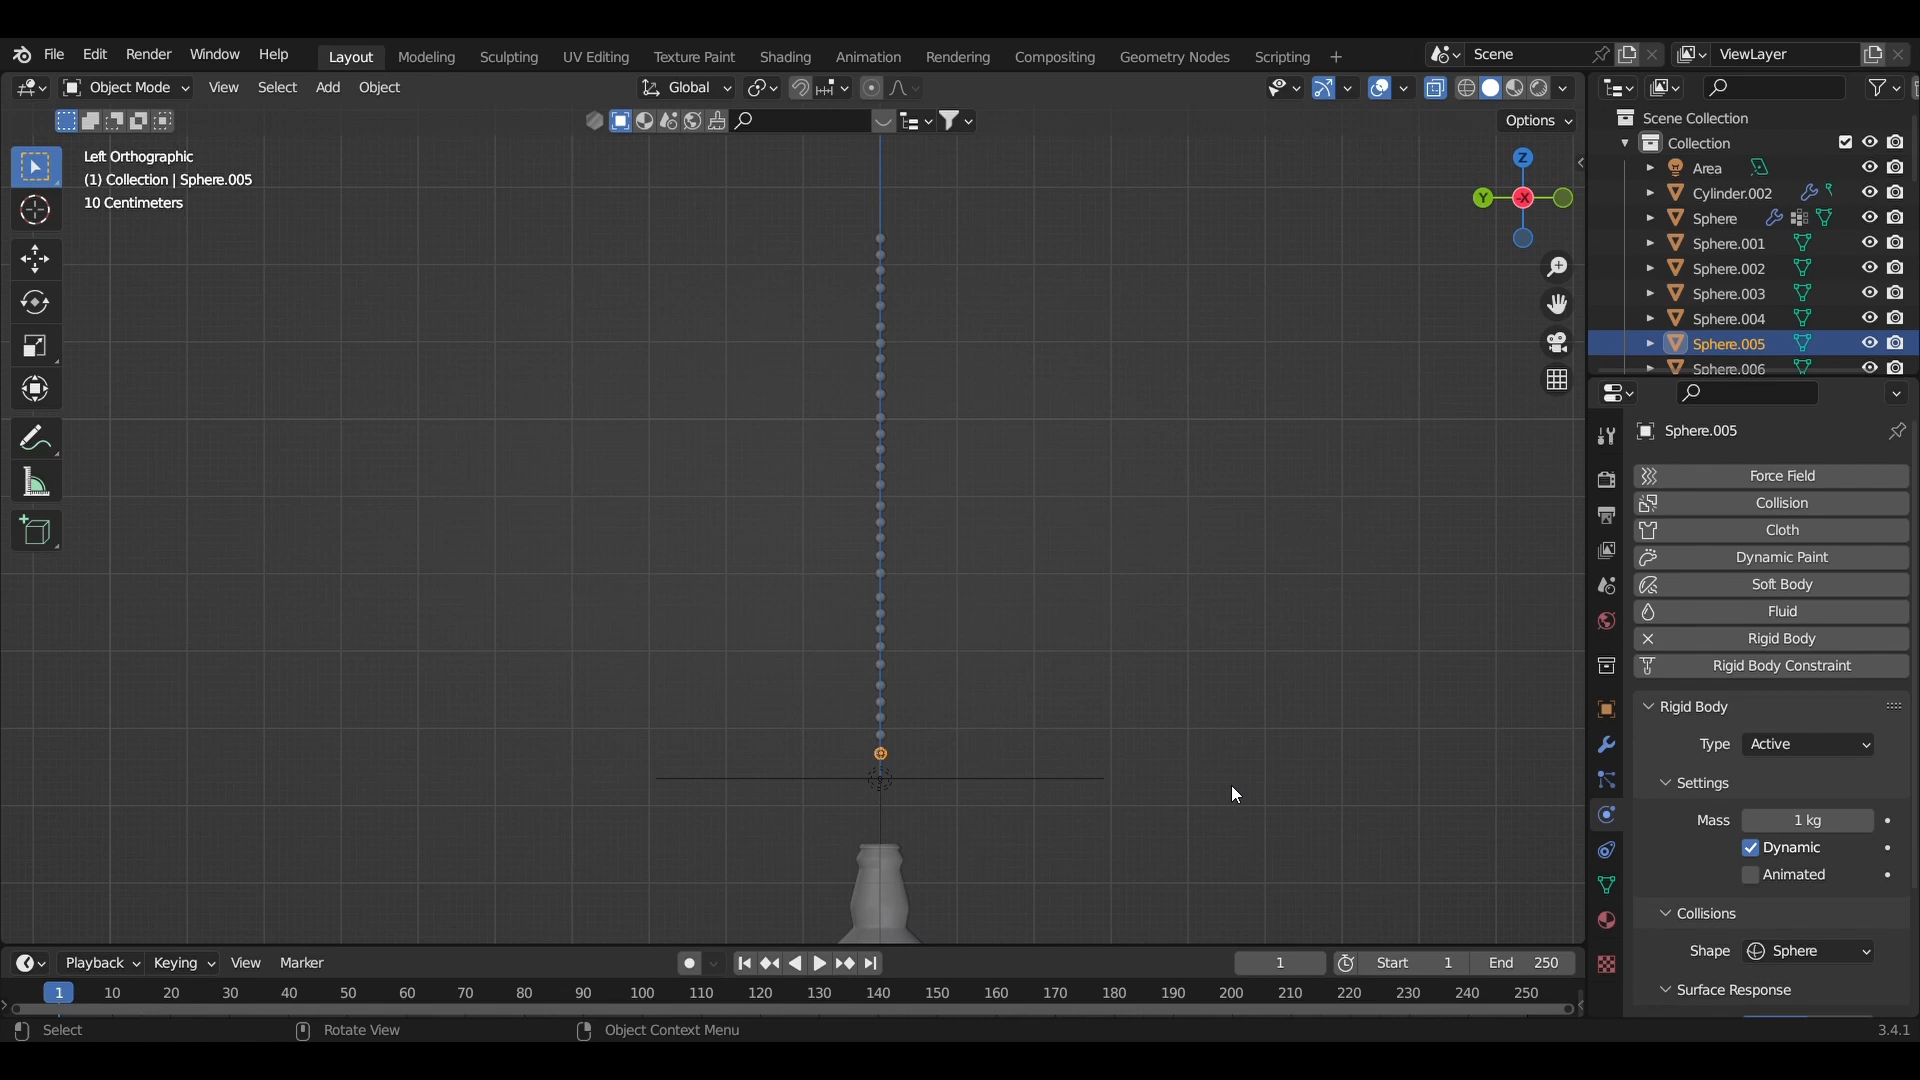 File Edit Render Window Help Layout Modeling Sculpting UV Editing Texture Paint Shading Animation Rendering Compositing Geometry Nodes Scripting + Scene ViewLayer
Object Mode View Select Add Object Global
Options
Left Orthographic
(1) Collection | Sphere.005
10 Centimeters
Z
Y
-X
Scene Collection
Collection
Area
Cylinder.002
Sphere
Sphere.001
Sphere.002
Sphere.003
Sphere.004
Sphere.005
Sphere.006
Sphere.005
Force Field
Collision
Cloth
Dynamic Paint
Soft Body
Fluid
Rigid Body
Rigid Body Constraint
Rigid Body
Type Active
Settings
Mass 1 kg
Dynamic
Animated
Collisions
Shape Sphere
Surface Response
Playback Keying View Marker 1 Start 1 End 250
1 10 20 30 40 50 60 70 80 90 100 110 120 130 140 150 160 170 180 190 200 210 220 230 240 250
Select Rotate View Object Context Menu 3.4.1